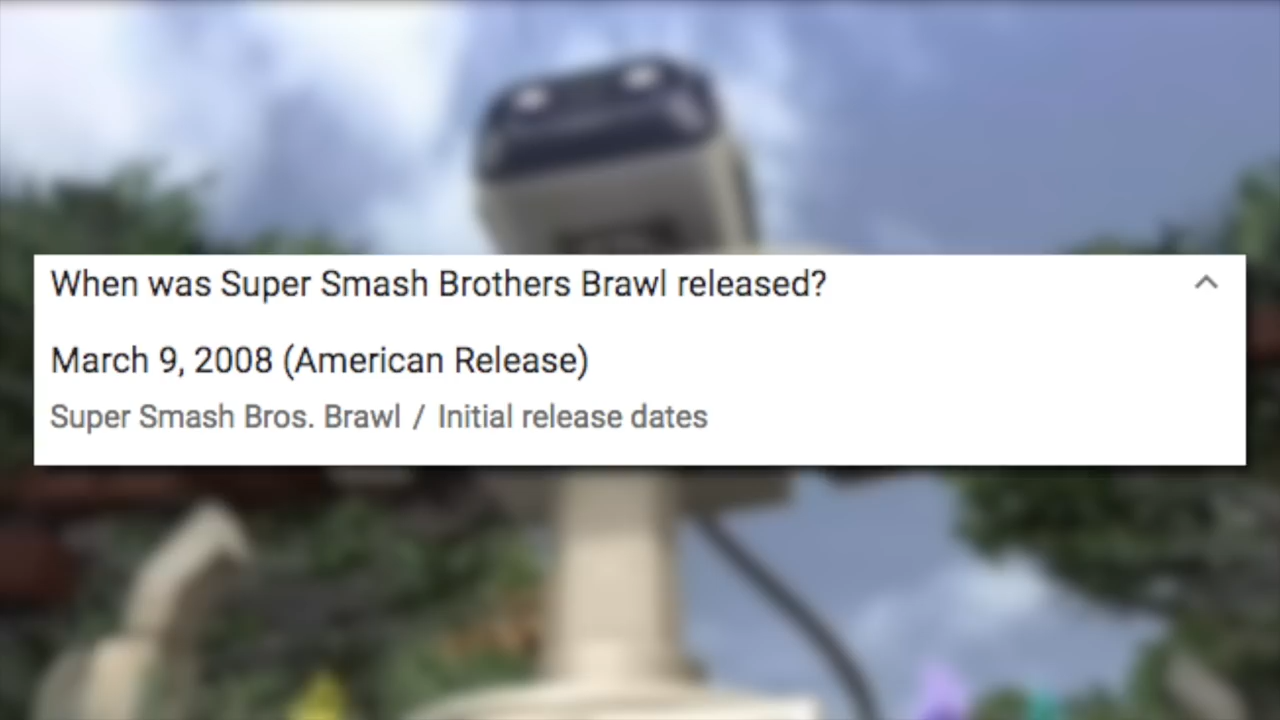 When was Super Smash Brothers Brawl released?
March 9, 2008 (American Release)
Super Smash Bros. Brawl / Initial release dates